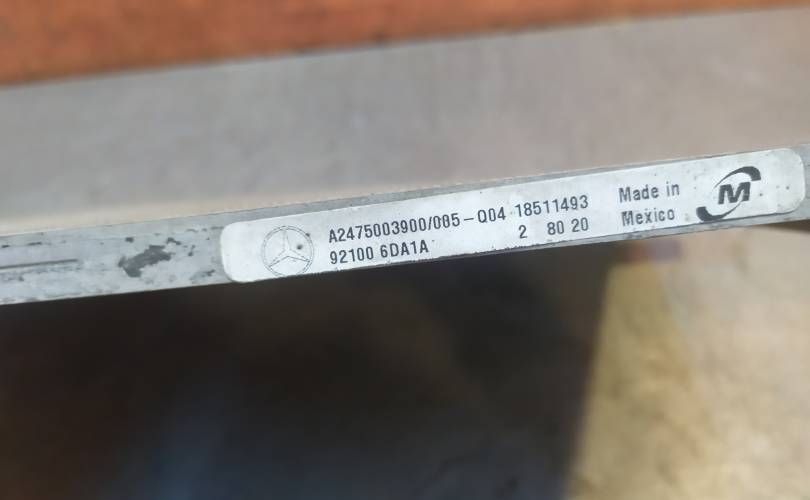 A2475003900/005-Q04 18511493
92100 6DA1A 2 80 20
Made in
Mexico
M